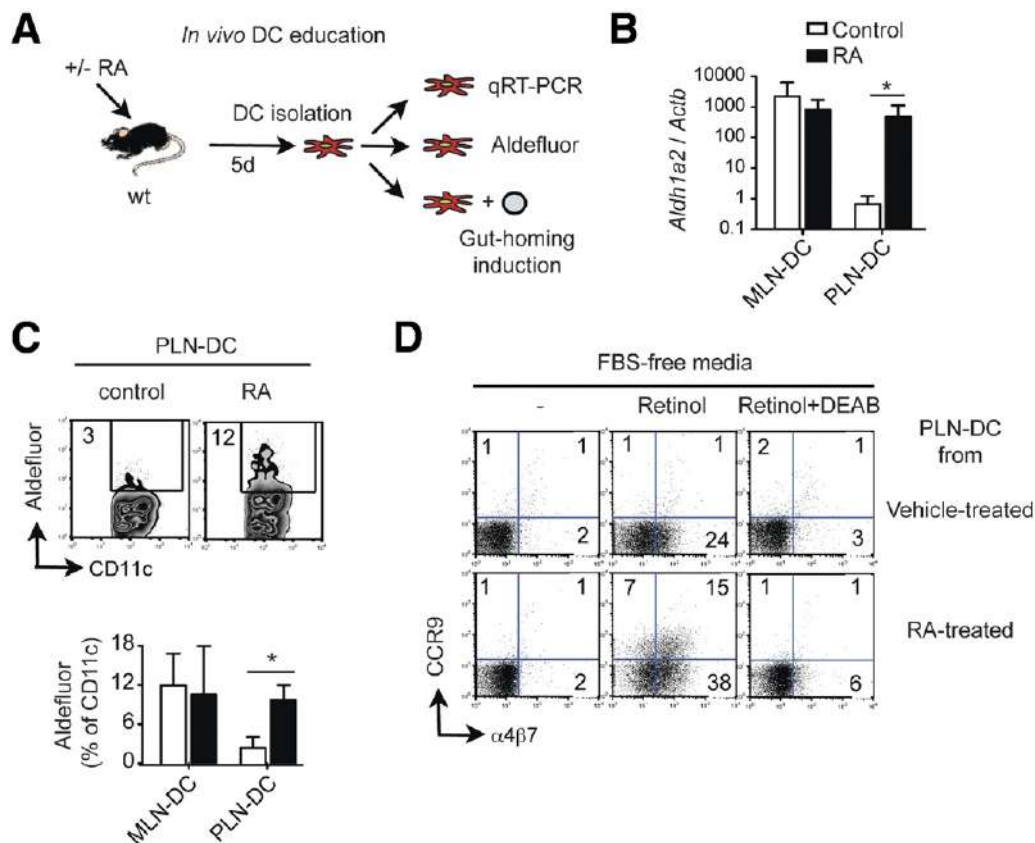 A
In vivo DC education
+/- RA
wt
DC isolation
5d
qRT-PCR
Aldefluor
+
Gut-homing
induction
B
Control
RA
Aldh1a2 / Actb
10000
1000
100
10
1
0.1
*
MLN-DC
PLN-DC
C
PLN-DC
control
RA
3
12
Aldefluor
CD11c
Aldefluor
(% of CD11c)
18
12
6
0
*
MLN-DC
PLN-DC
D
FBS-free media
- Retinol Retinol+DEAB
PLN-DC
from
1 1 1 1 2 1
Vehicle-treated
2 24 3
1 1 7 15 1 1
RA-treated
2 38 6
CCR9
α4β7